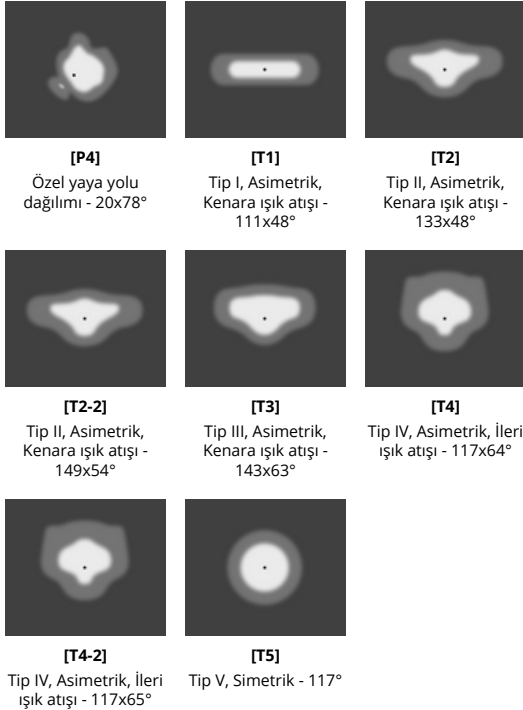 [P4]
Özel yaya yolu
dağılımı - 20x78°
[T1]
Tip I, Asimetrik,
Kenara ışık atışı -
111x48°
[T2]
Tip II, Asimetrik,
Kenara ışık atışı -
133x48°
[T2-2]
Tip II, Asimetrik,
Kenara ışık atışı -
149x54°
[T3]
Tip III, Asimetrik,
Kenara ışık atışı -
143x63°
[T4]
Tip IV, Asimetrik, İleri
ışık atışı - 117x64°
[T4-2]
Tip IV, Asimetrik, İleri
ışık atışı - 117x65°
[T5]
Tip V, Simetrik - 117°